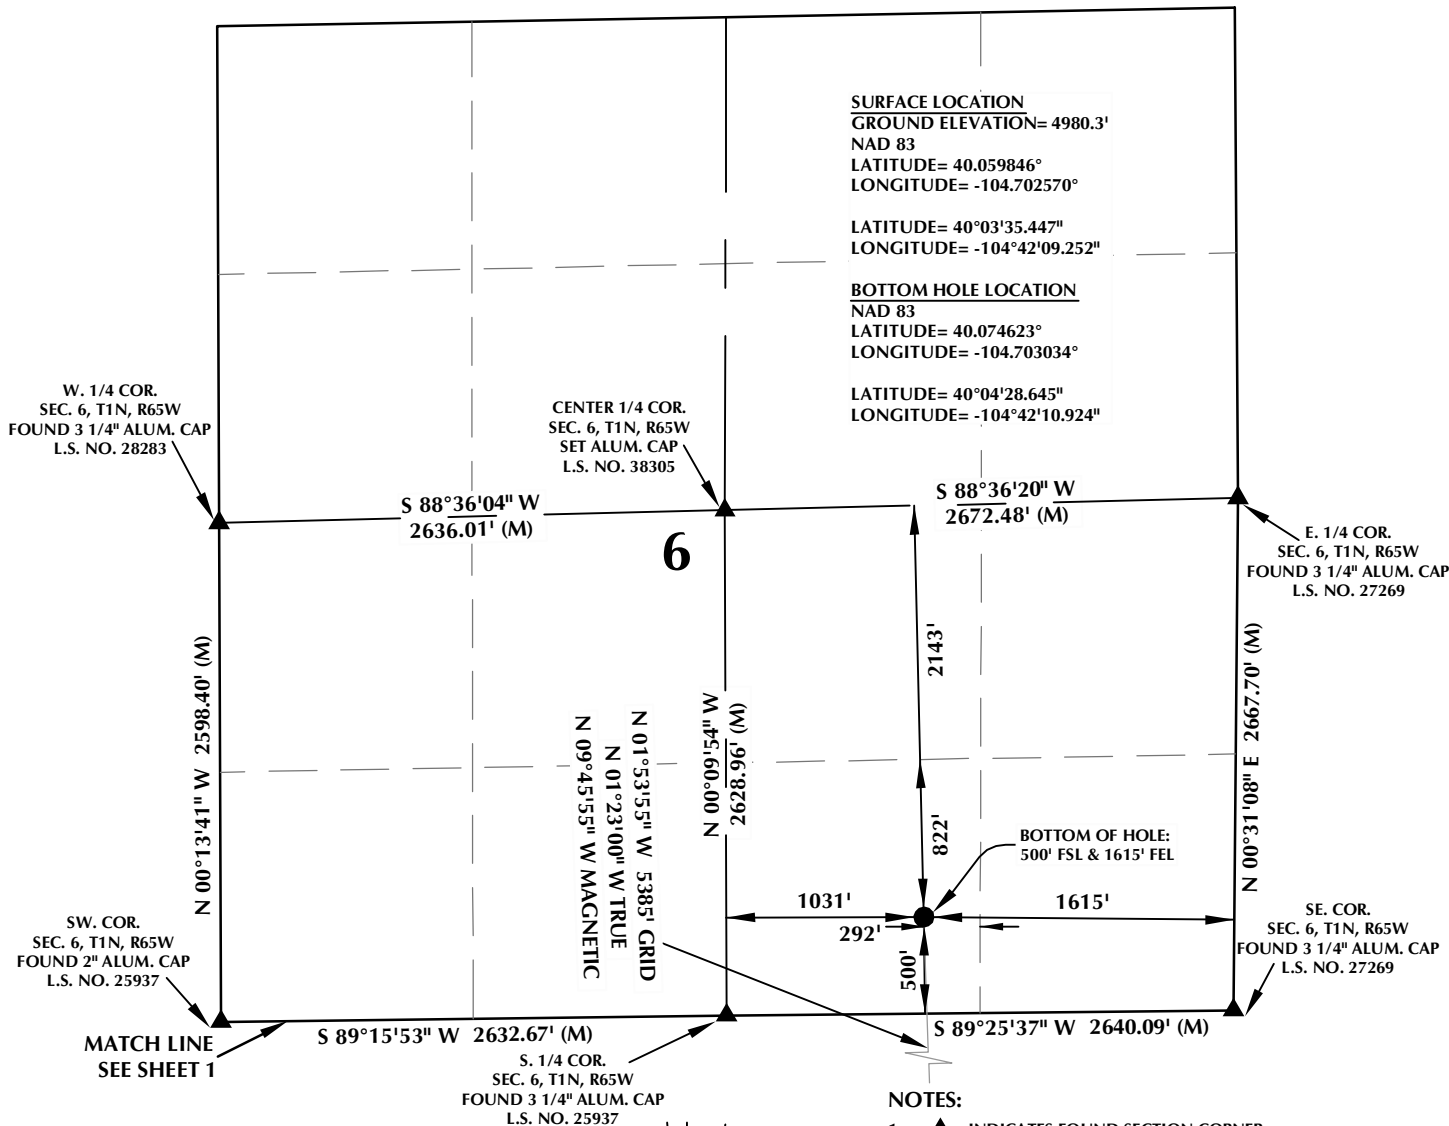 SURFACE LOCATION
GROUND ELEVATION= 4980.3'
NAD 83
LATITUDE= 40.059846°
LONGITUDE= -104.702570°
LATITUDE= 40°03'35.447"
LONGITUDE= -104°42'09.252"
BOTTOM HOLE LOCATION
NAD 83
LATITUDE= 40.074623°
LONGITUDE= -104.703034°
LATITUDE= 40°04'28.645"
LONGITUDE= -104°42'10.924"
W. 1/4 COR.
SEC. 6, T1N, R65W
FOUND 3 1/4" ALUM. CAP
L.S. NO. 28283
CENTER 1/4 COR.
SEC. 6, T1N, R65W
SET ALUM. CAP
L.S. NO. 38305
S 88°36'04" W
2636.01' (M)
S 88°36'20" W
2672.48' (M)
E. 1/4 COR.
SEC. 6, T1N, R65W
FOUND 3 1/4" ALUM. CAP
L.S. NO. 27269
6
N 00°13'41" W 2598.40' (M)
N 00°09'54" W
2628.96' (M)
N 01°53'55" W 5385' GRID
N 01°23'00" W TRUE
N 09°45'55" W MAGNETIC
2143'
822'
N 00°31'08" E 2667.70' (M)
BOTTOM OF HOLE:
500' FSL & 1615' FEL
1031'
1615'
292'
500'
SW. COR.
SEC. 6, T1N, R65W
FOUND 2" ALUM. CAP
L.S. NO. 25937
SE. COR.
SEC. 6, T1N, R65W
FOUND 3 1/4" ALUM. CAP
L.S. NO. 27269
MATCH LINE
SEE SHEET 1
S 89°15'53" W 2632.67' (M)
S 89°25'37" W 2640.09' (M)
S. 1/4 COR.
SEC. 6, T1N, R65W
FOUND 3 1/4" ALUM. CAP
L.S. NO. 25937
NOTES:
INDICATES FOUND SECTION CORNER